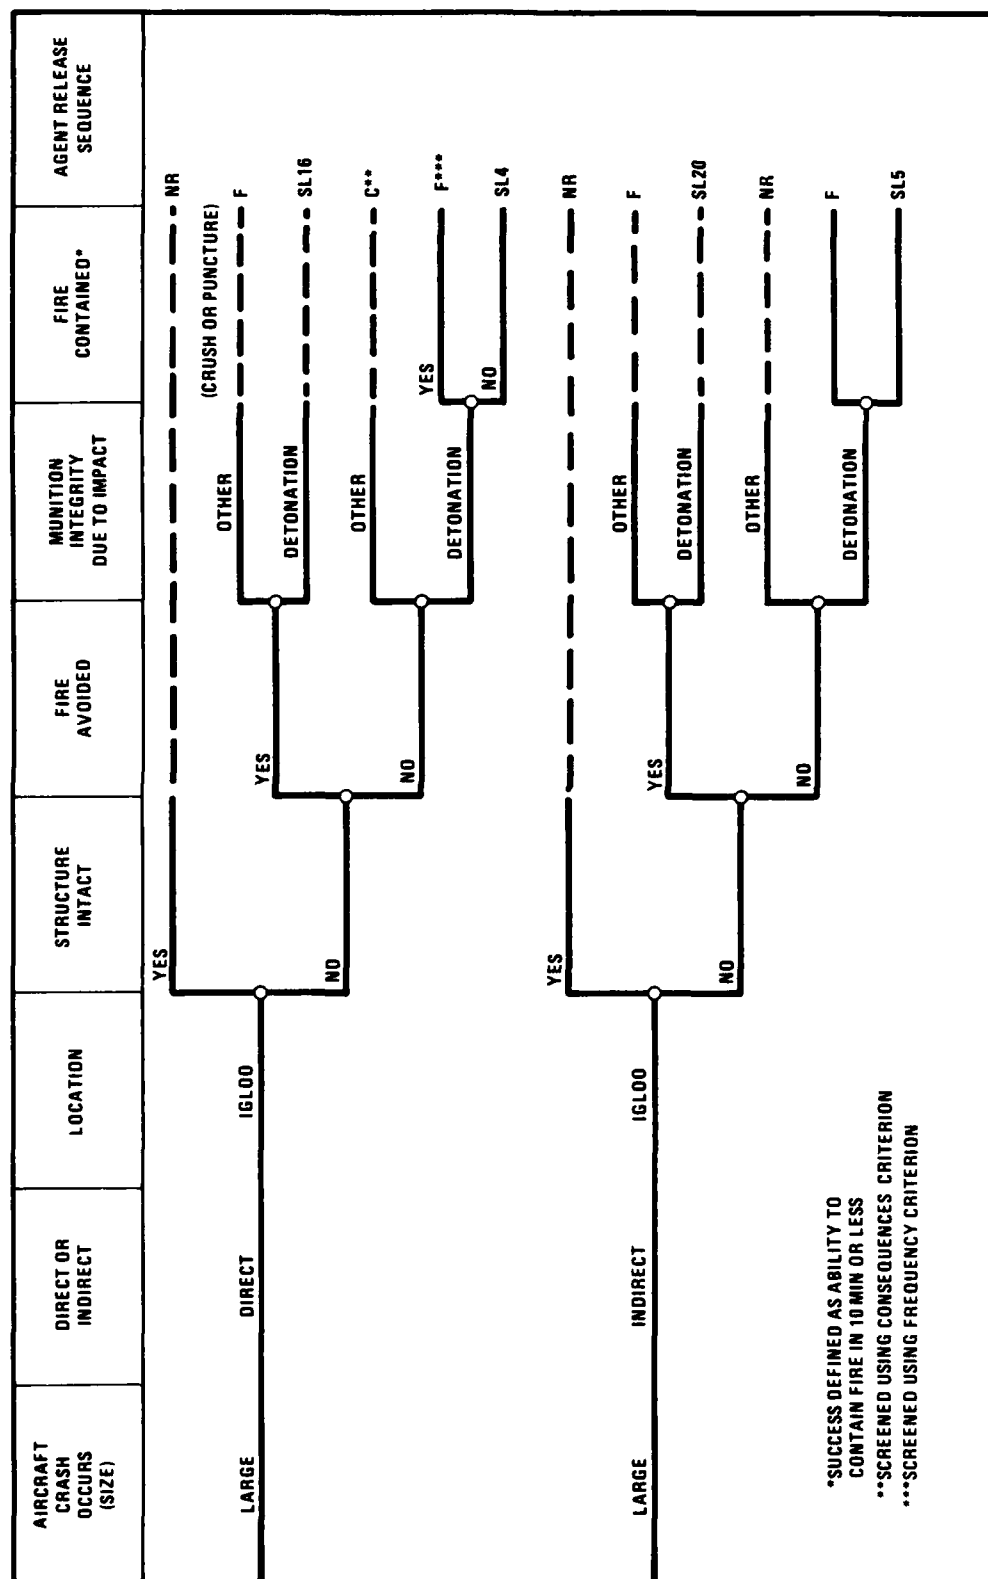 AIRCRAFT
CRASH
OCCURS
(SIZE)
DIRECT OR
INDIRECT
LOCATION
STRUCTURE
INTACT
FIRE
AVOIDED
MUNITION
INTEGRITY
DUE TO IMPACT
FIRE
CONTAINED*
AGENT RELEASE
SEQUENCE
YES
NR
(CRUSH OR PUNCTURE)
OTHER
F
YES
DETONATION
SL16
LARGE
DIRECT
IGLOO
NO
OTHER
C**
NO
YES
F***
DETONATION
NO
SL4
YES
NR
OTHER
F
YES
DETONATION
SL20
LARGE
INDIRECT
IGLOO
NO
OTHER
NR
NO
F
DETONATION
SL5
*SUCCESS DEFINED AS ABILITY TO
CONTAIN FIRE IN 10 MIN OR LESS
**SCREENED USING CONSEQUENCES CRITERION
***SCREENED USING FREQUENCY CRITERION